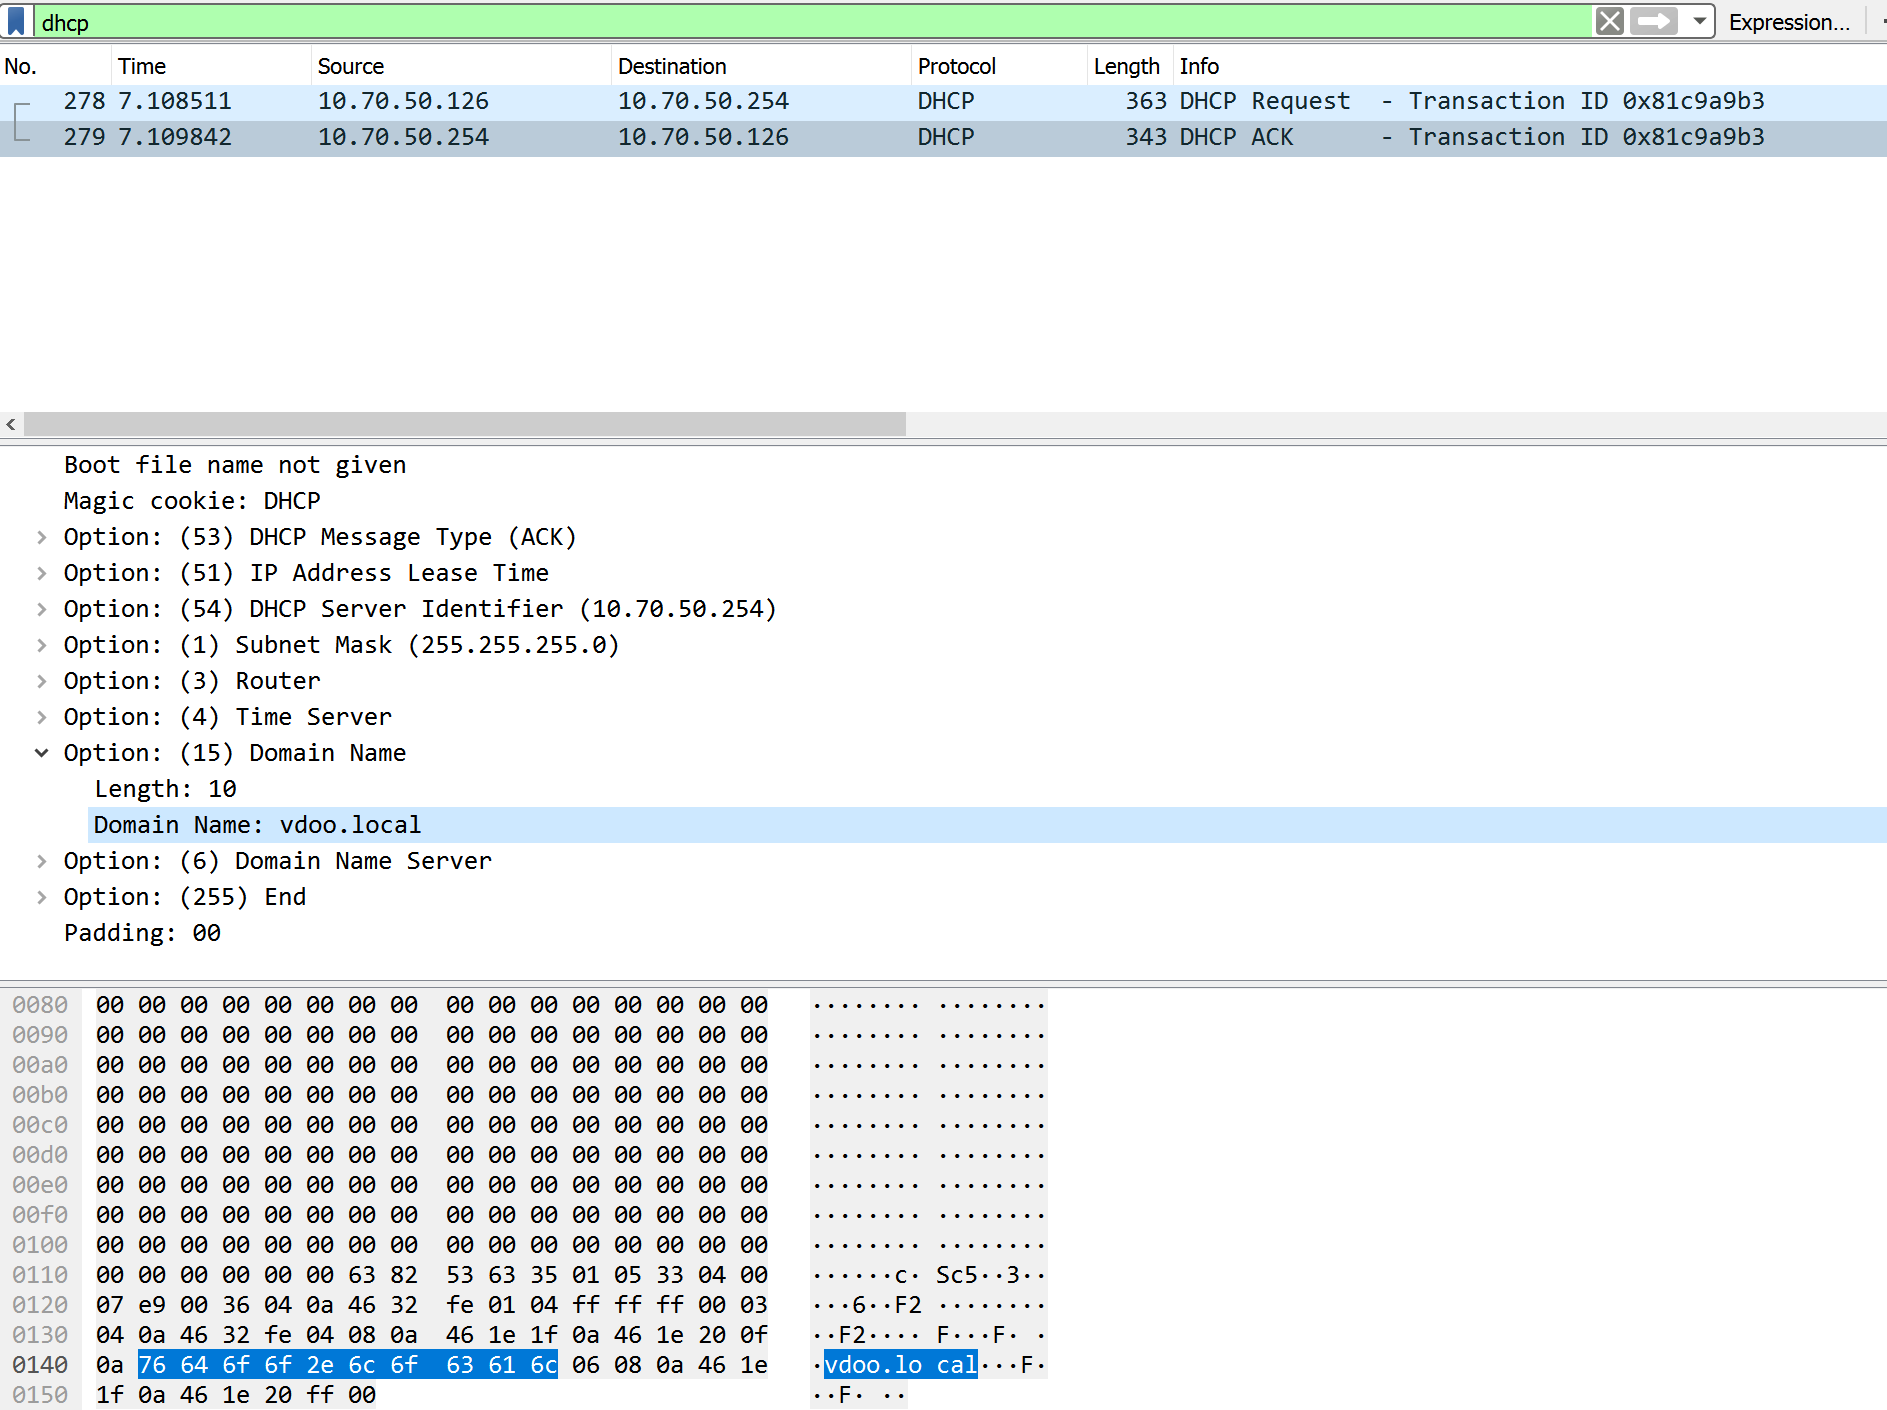 dhcp Expression...
No. Time Source Destination Protocol Length Info
278 7.108511 10.70.50.126 10.70.50.254 DHCP 363 DHCP Request - Transaction ID 0x81c9a9b3
279 7.109842 10.70.50.254 10.70.50.126 DHCP 343 DHCP ACK - Transaction ID 0x81c9a9b3
Boot file name not given
Magic cookie: DHCP
Option: (53) DHCP Message Type (ACK)
Option: (51) IP Address Lease Time
Option: (54) DHCP Server Identifier (10.70.50.254)
Option: (1) Subnet Mask (255.255.255.0)
Option: (3) Router
Option: (4) Time Server
Option: (15) Domain Name
Length: 10
Domain Name: vdoo.local
Option: (6) Domain Name Server
Option: (255) End
Padding: 00
0080 00 00 00 00 00 00 00 00 00 00 00 00 00 00 00 00 ········ ········
0090 00 00 00 00 00 00 00 00 00 00 00 00 00 00 00 00 ········ ········
00a0 00 00 00 00 00 00 00 00 00 00 00 00 00 00 00 00 ········ ········
00b0 00 00 00 00 00 00 00 00 00 00 00 00 00 00 00 00 ········ ········
00c0 00 00 00 00 00 00 00 00 00 00 00 00 00 00 00 00 ········ ········
00d0 00 00 00 00 00 00 00 00 00 00 00 00 00 00 00 00 ········ ········
00e0 00 00 00 00 00 00 00 00 00 00 00 00 00 00 00 00 ········ ········
00f0 00 00 00 00 00 00 00 00 00 00 00 00 00 00 00 00 ········ ········
0100 00 00 00 00 00 00 00 00 00 00 00 00 00 00 00 00 ········ ········
0110 00 00 00 00 00 00 63 82 53 63 35 01 05 33 04 00 ······c· Sc5··3··
0120 07 e9 00 36 04 0a 46 32 fe 01 04 ff ff ff 00 03 ···6··F2 ········
0130 04 0a 46 32 fe 04 08 0a 46 1e 1f 0a 46 1e 20 0f ··F2···· F···F· ·
0140 0a 76 64 6f 6f 2e 6c 6f 63 61 6c 06 08 0a 46 1e ·vdoo.lo cal···F·
0150 1f 0a 46 1e 20 ff 00 ··F· ··